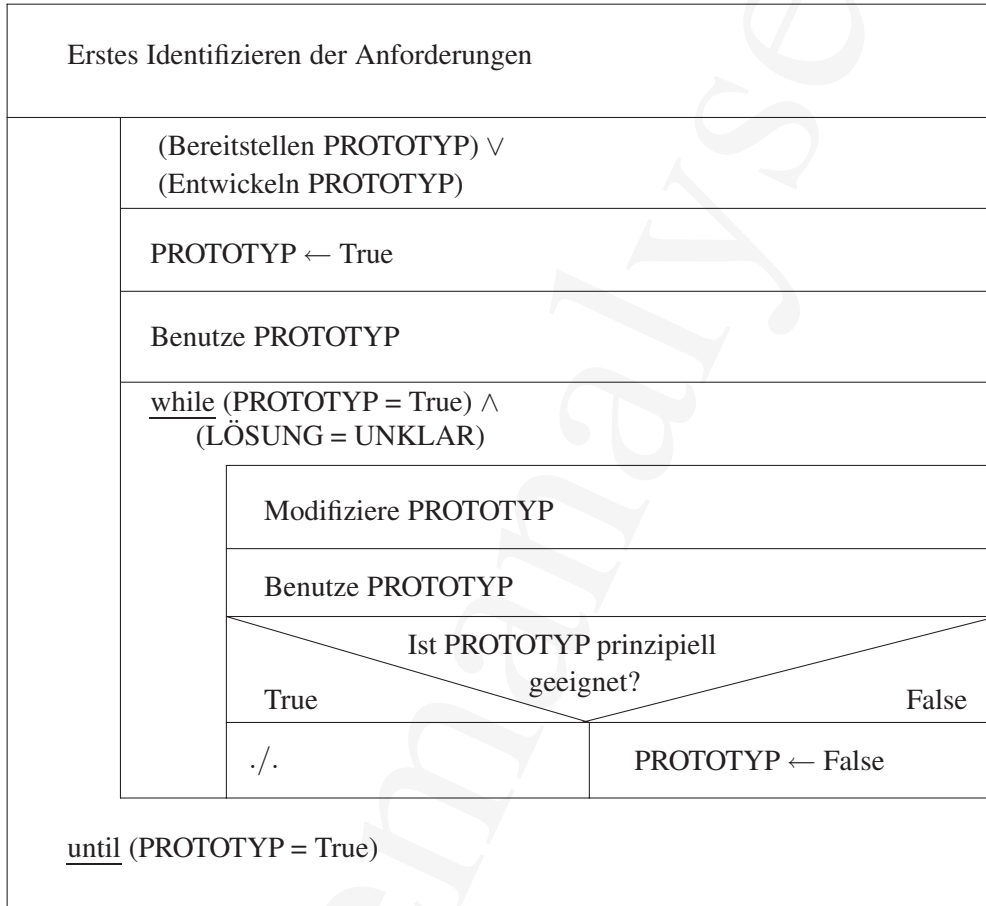 Erstes Identifizieren der Anforderungen
(Bereitstellen PROTOTYP) ∨
(Entwickeln PROTOTYP)
PROTOTYP ← True
Benutze PROTOTYP
while (PROTOTYP = True) ∧
(LÖSUNG = UNKLAR)
Modifiziere PROTOTYP
Benutze PROTOTYP
Ist PROTOTYP prinzipiell
geeignet?
True False
./. PROTOTYP ← False
until (PROTOTYP = True)
emanalyse